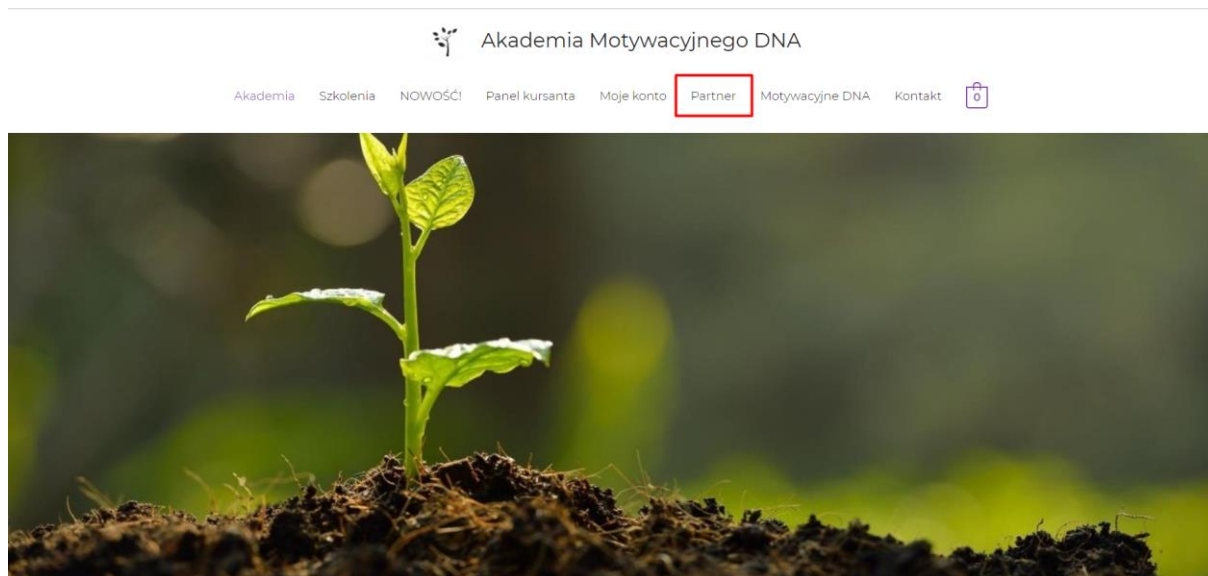 Akademia Motywacyjnego DNA
Akademia Szkolenia NOWOŚĆ! Panel kursanta Moje konto Partner Motywacyjne DNA Kontakt 0